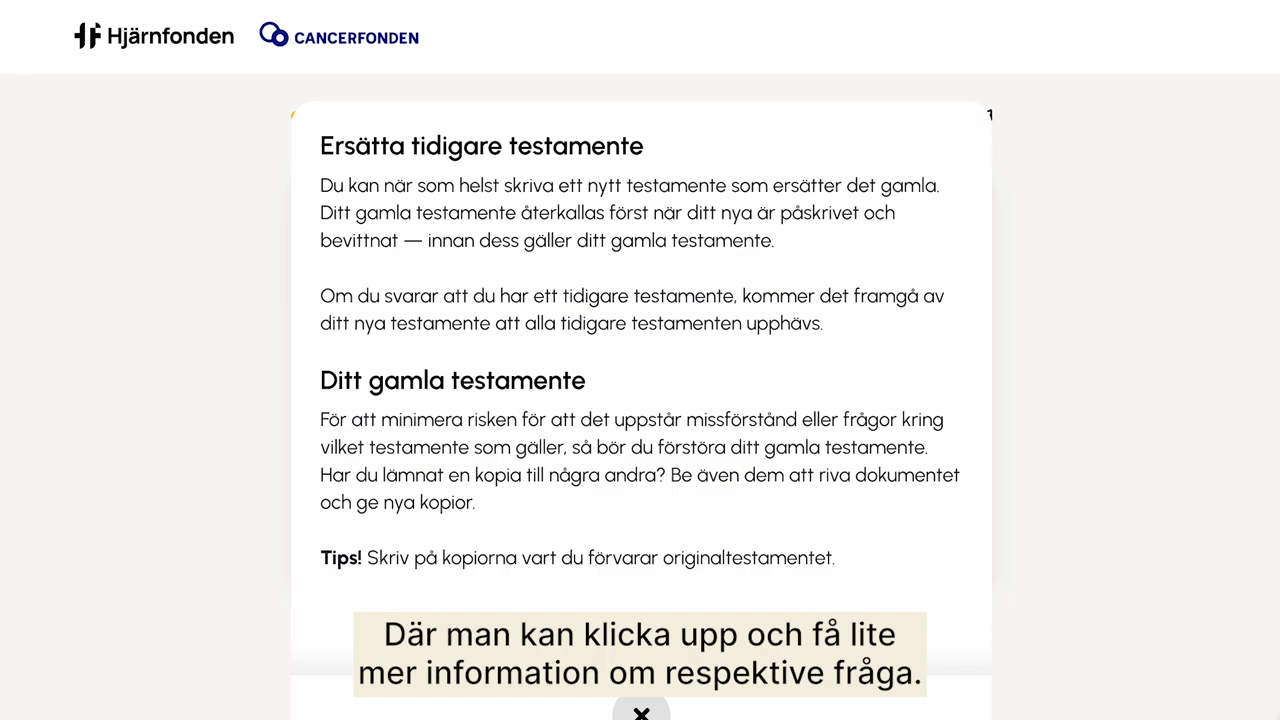 Hjärnfonden CANCERFONDEN
Ersätta tidigare testamente
Du kan när som helst skriva ett nytt testamente som ersätter det gamla.
Ditt gamla testamente återkallas först när ditt nya är påskrivet och
bevittnat — innan dess gäller ditt gamla testamente.
Om du svarar att du har ett tidigare testamente, kommer det framgå av
ditt nya testamente att alla tidigare testamenten upphävs.
Ditt gamla testamente
För att minimera risken för att det uppstår missförstånd eller frågor kring
vilket testamente som gäller, så bör du förstöra ditt gamla testamente.
Har du lämnat en kopia till några andra? Be även dem att riva dokumentet
och ge nya kopior.
Tips! Skriv på kopiorna vart du förvarar originaltestamentet.
Där man kan klicka upp och få lite
mer information om respektive fråga.